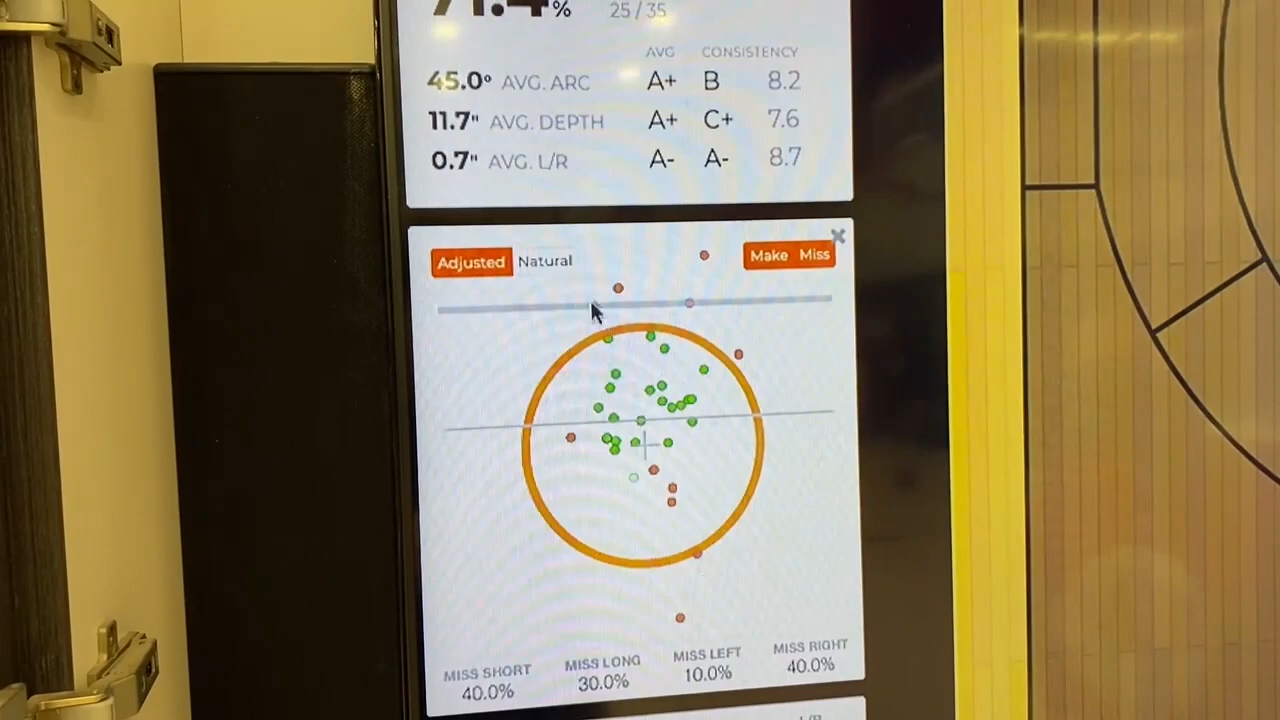 71.4% 25 / 35
AVG CONSISTENCY
45.0° AVG. ARC A+ B 8.2
11.7" AVG. DEPTH A+ C+ 7.6
0.7" AVG. L/R A- A- 8.7
Adjusted Natural Make Miss
MISS SHORT MISS LONG MISS LEFT MISS RIGHT
40.0% 30.0% 10.0% 40.0%
L/R